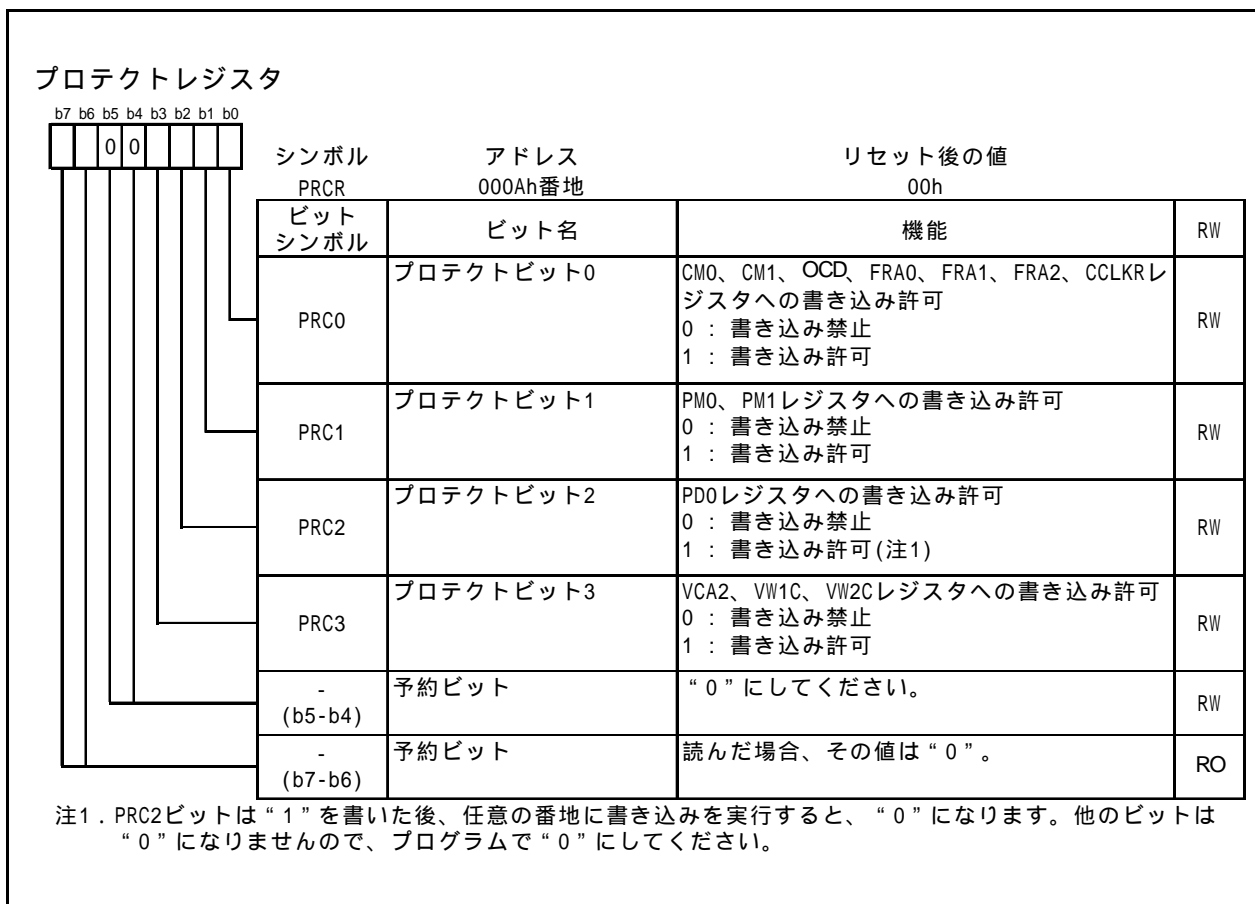 プロテクトレジスタ
b7 b6 b5 b4 b3 b2 b1 b0
0 0
シンボル アドレス リセット後の値
PRCR 000Ah番地 00h
ビット
シンボル ビット名 機能 RW
PRC0 プロテクトビット0 CM0、CM1、OCD、FRA0、FRA1、FRA2、CCLKRレ
ジスタへの書き込み許可
0 : 書き込み禁止
1 : 書き込み許可 RW
PRC1 プロテクトビット1 PM0、PM1レジスタへの書き込み許可
0 : 書き込み禁止
1 : 書き込み許可 RW
PRC2 プロテクトビット2 PD0レジスタへの書き込み許可
0 : 書き込み禁止
1 : 書き込み許可(注1) RW
PRC3 プロテクトビット3 VCA2、VW1C、VW2Cレジスタへの書き込み許可
0 : 書き込み禁止
1 : 書き込み許可 RW
-
(b5-b4) 予約ビット “0”にしてください。 RW
-
(b7-b6) 予約ビット 読んだ場合、その値は“0”。 RO
注1．PRC2ビットは“1”を書いた後、任意の番地に書き込みを実行すると、“0”になります。他のビットは
“0”になりませんので、プログラムで“0”にしてください。